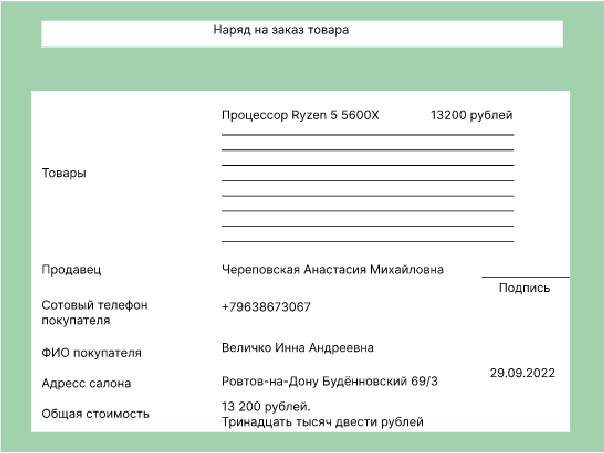 Наряд на заказ товара
Процессор Ryzen 5 5600X 13200 рублей
Товары
Продавец Череповская Анастасия Михайловна
Подпись
Сотовый телефон
покупателя
+79638673067
ФИО покупателя Величко Инна Андреевна
29.09.2022
Адресс салона Ровтов-на-Дону Будённовский 69/3
Общая стоимость
13 200 рублей.
Тринадцать тысяч двести рублей